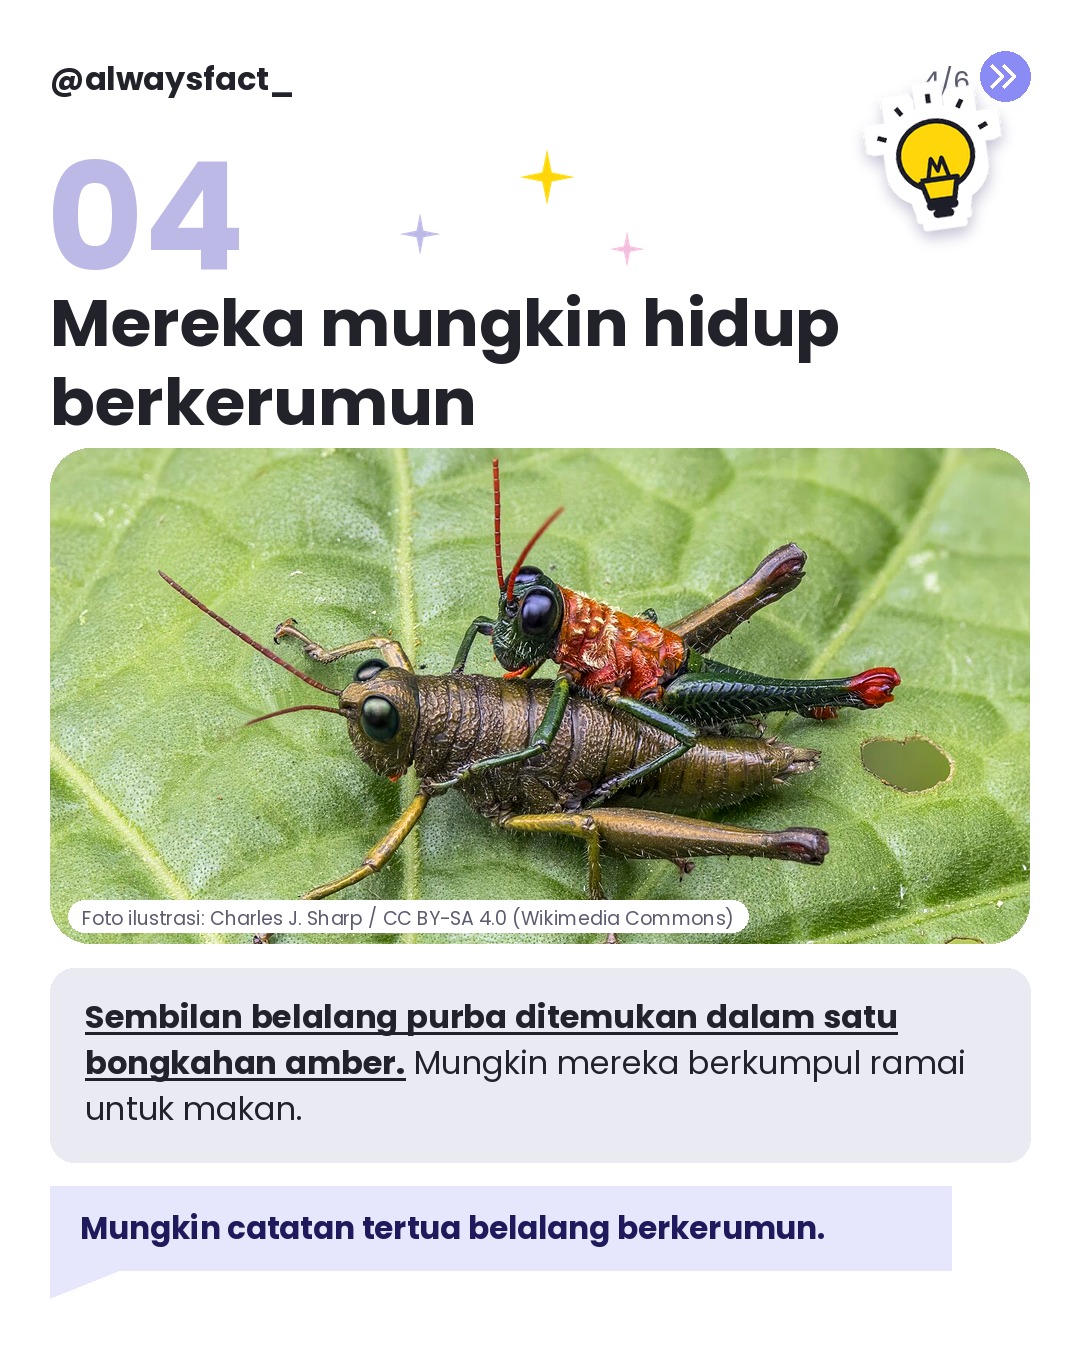 @alwaysfact_
4/6
04
Mereka mungkin hidup
berkerumun
Foto ilustrasi: Charles J. Sharp / CC BY-SA 4.0 (Wikimedia Commons)
Sembilan belalang purba ditemukan dalam satu
bongkahan amber. Mungkin mereka berkumpul ramai
untuk makan.
Mungkin catatan tertua belalang berkerumun.